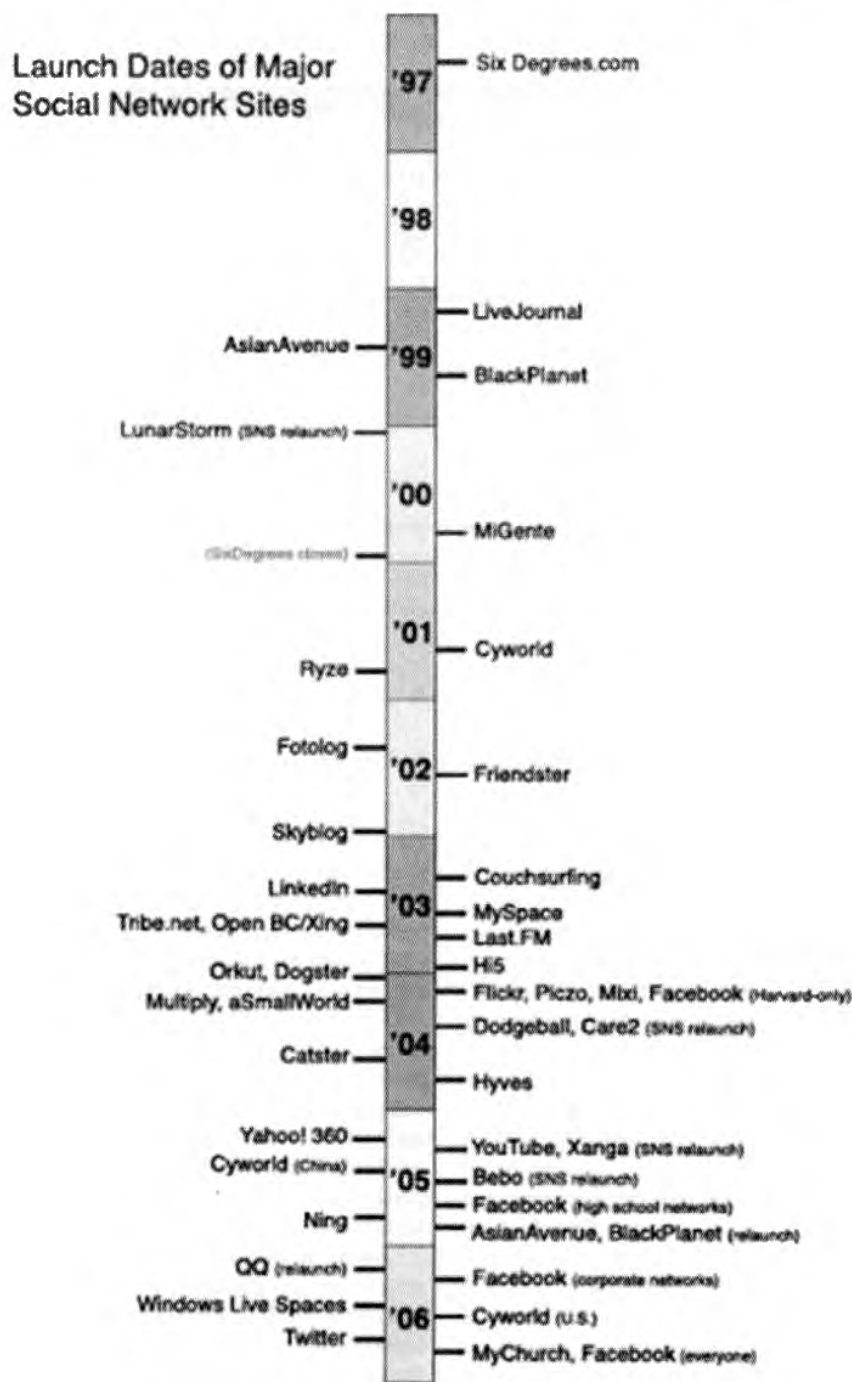 Launch Dates of Major
Social Network Sites
'97
Six Degrees.com
'98
LiveJournal
AsianAvenue
'99
BlackPlanet
LunarStorm (SNS relaunch)
'00
MiGente
(SixDegrees closes)
'01
Cyworld
Ryze
Fotolog
'02
Friendster
Skyblog
Couchsurfing
LinkedIn
'03
MySpace
Tribe.net, Open BC/Xing
Last.FM
Hi5
Orkut, Dogster
Flickr, Piczo, Mixi, Facebook (Harvard-only)
Multiply, aSmallWorld
Dodgeball, Care2 (SNS relaunch)
'04
Catster
Hyves
Yahoo! 360
YouTube, Xanga (SNS relaunch)
Cyworld (China)
'05
Bebo (SNS relaunch)
Facebook (high school networks)
Ning
AsianAvenue, BlackPlanet (relaunch)
QQ (relaunch)
Facebook (corporate networks)
Windows Live Spaces
'06
Cyworld (U.S.)
Twitter
MyChurch, Facebook (everyone)